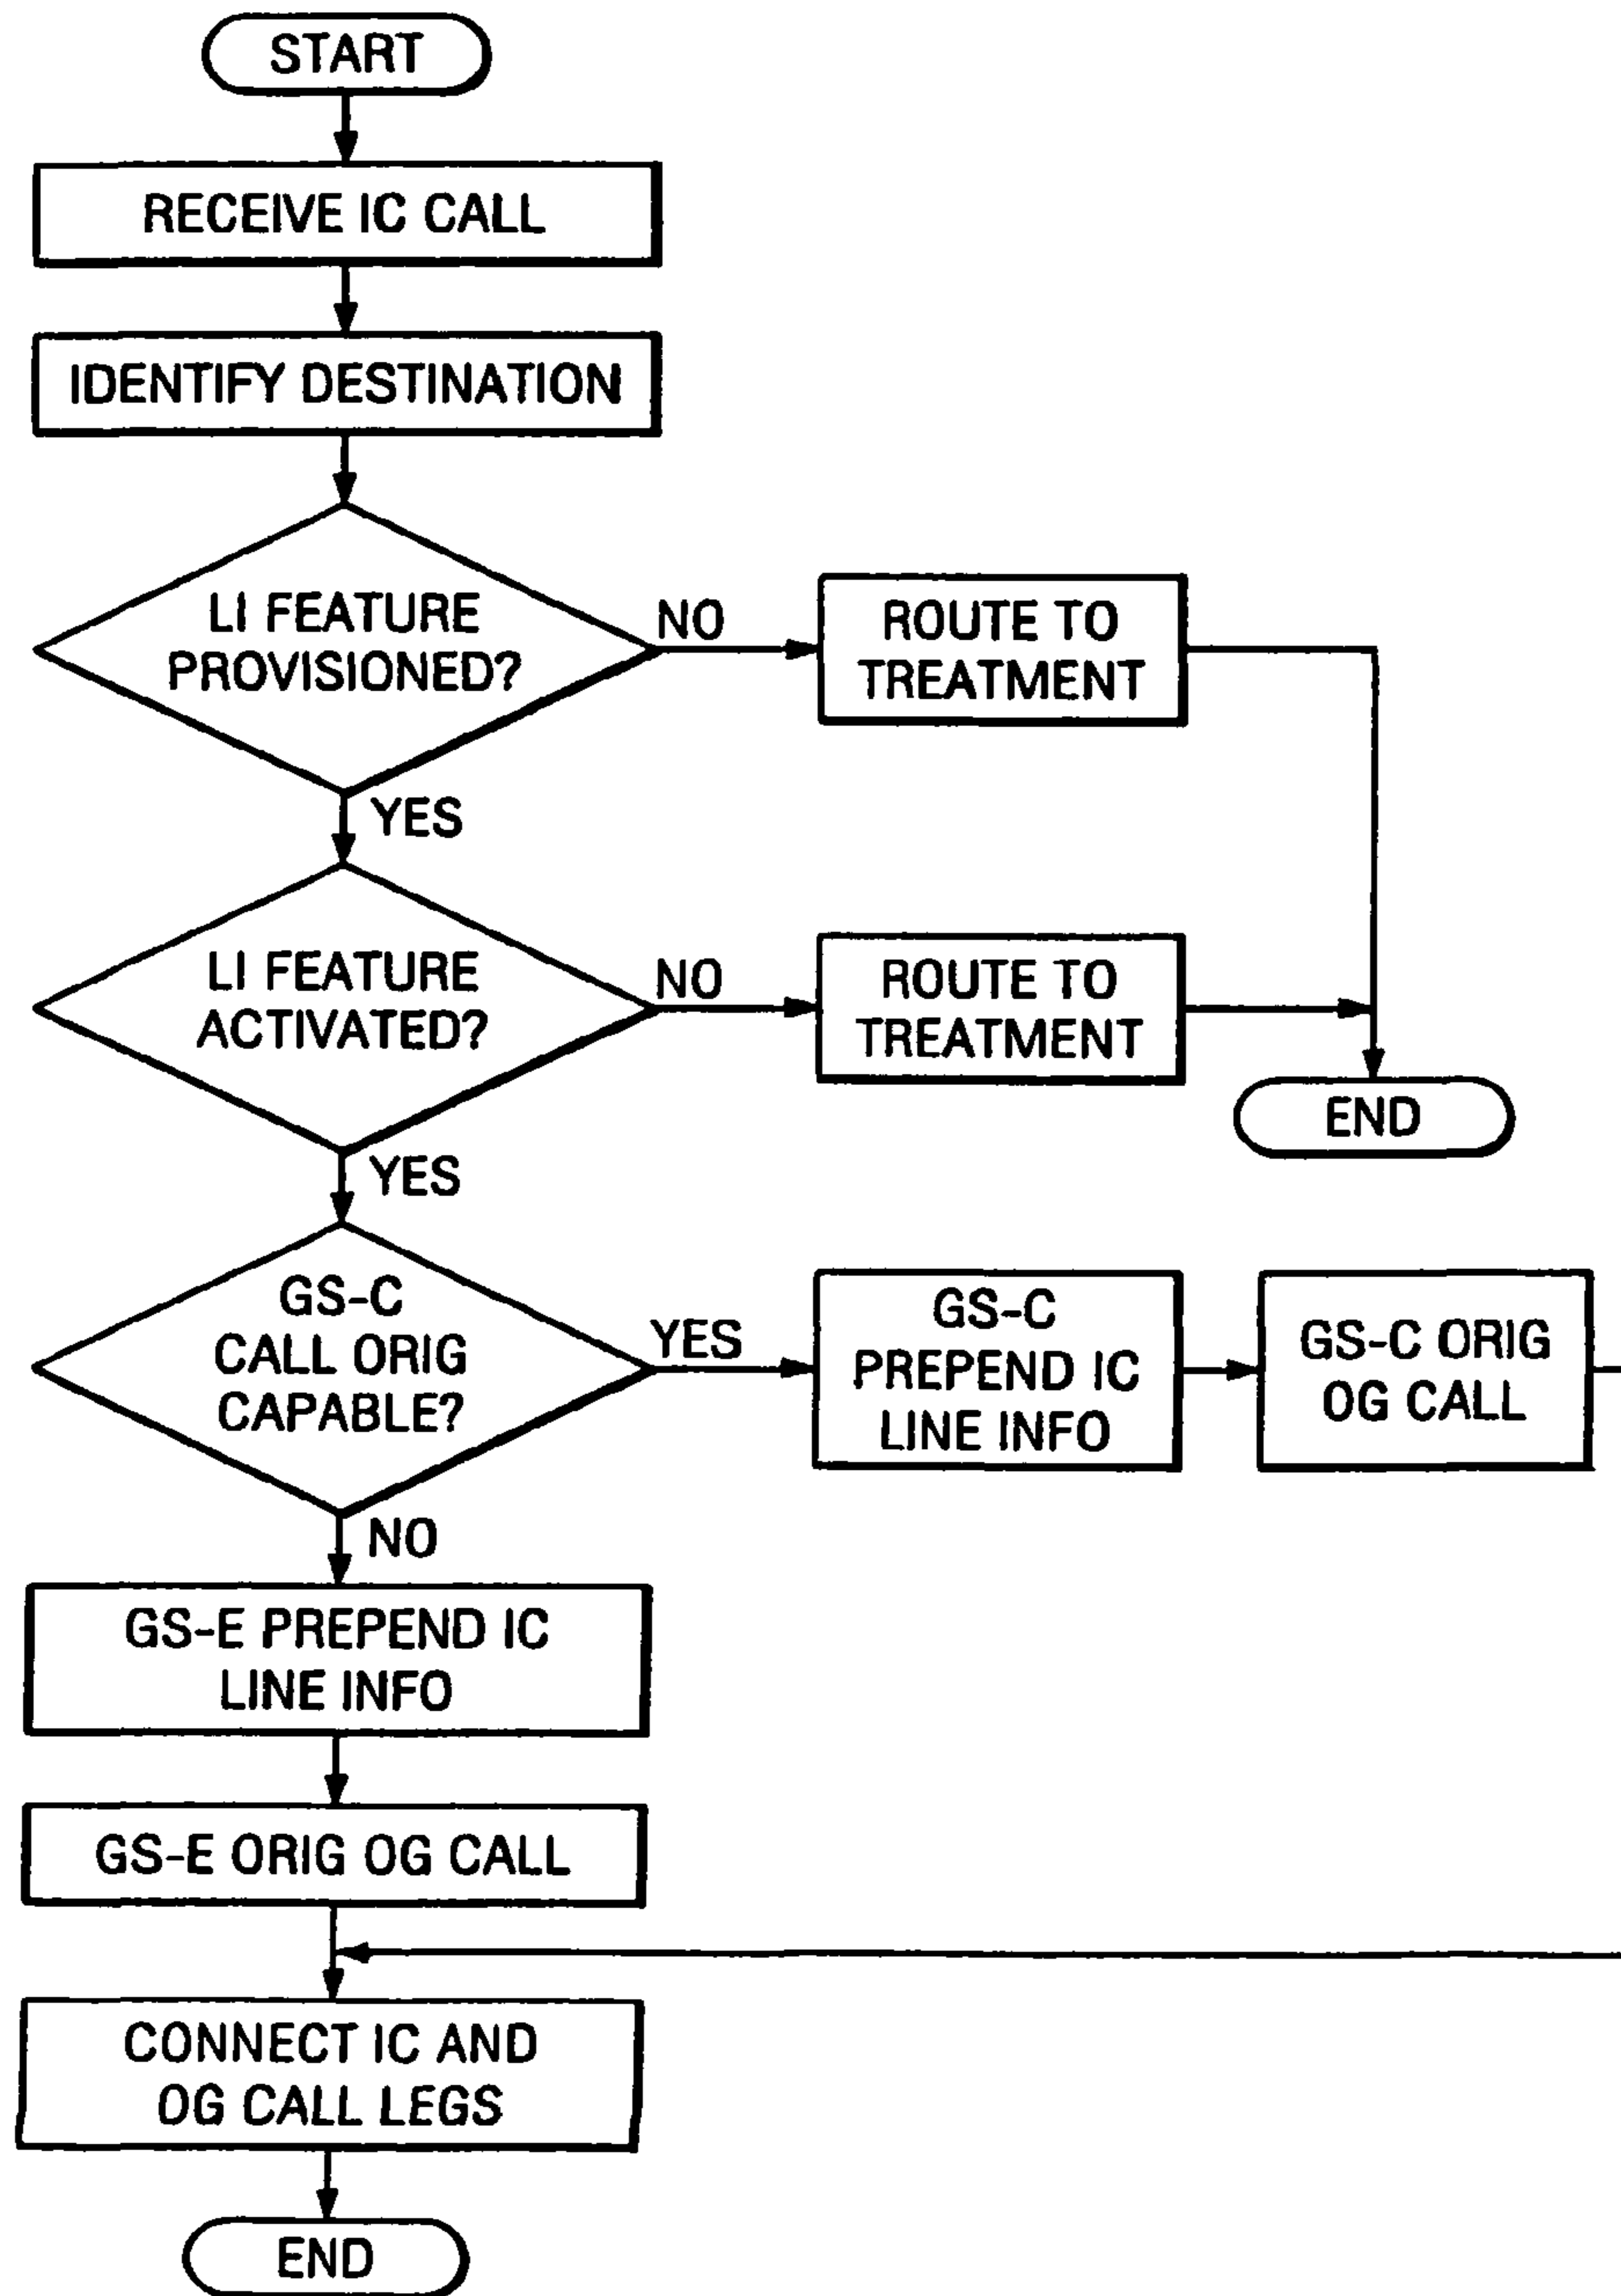 START
RECEIVE IC CALL
IDENTIFY DESTINATION
LI FEATURE
PROVISIONED?
NO
ROUTE TO
TREATMENT
YES
LI FEATURE
ACTIVATED?
NO
ROUTE TO
TREATMENT
END
YES
GS-C
CALL ORIG
CAPABLE?
YES
GS-C
PREPEND IC
LINE INFO
GS-C ORIG
OG CALL
NO
GS-E PREPEND IC
LINE INFO
GS-E ORIG OG CALL
CONNECT IC AND
OG CALL LEGS
END